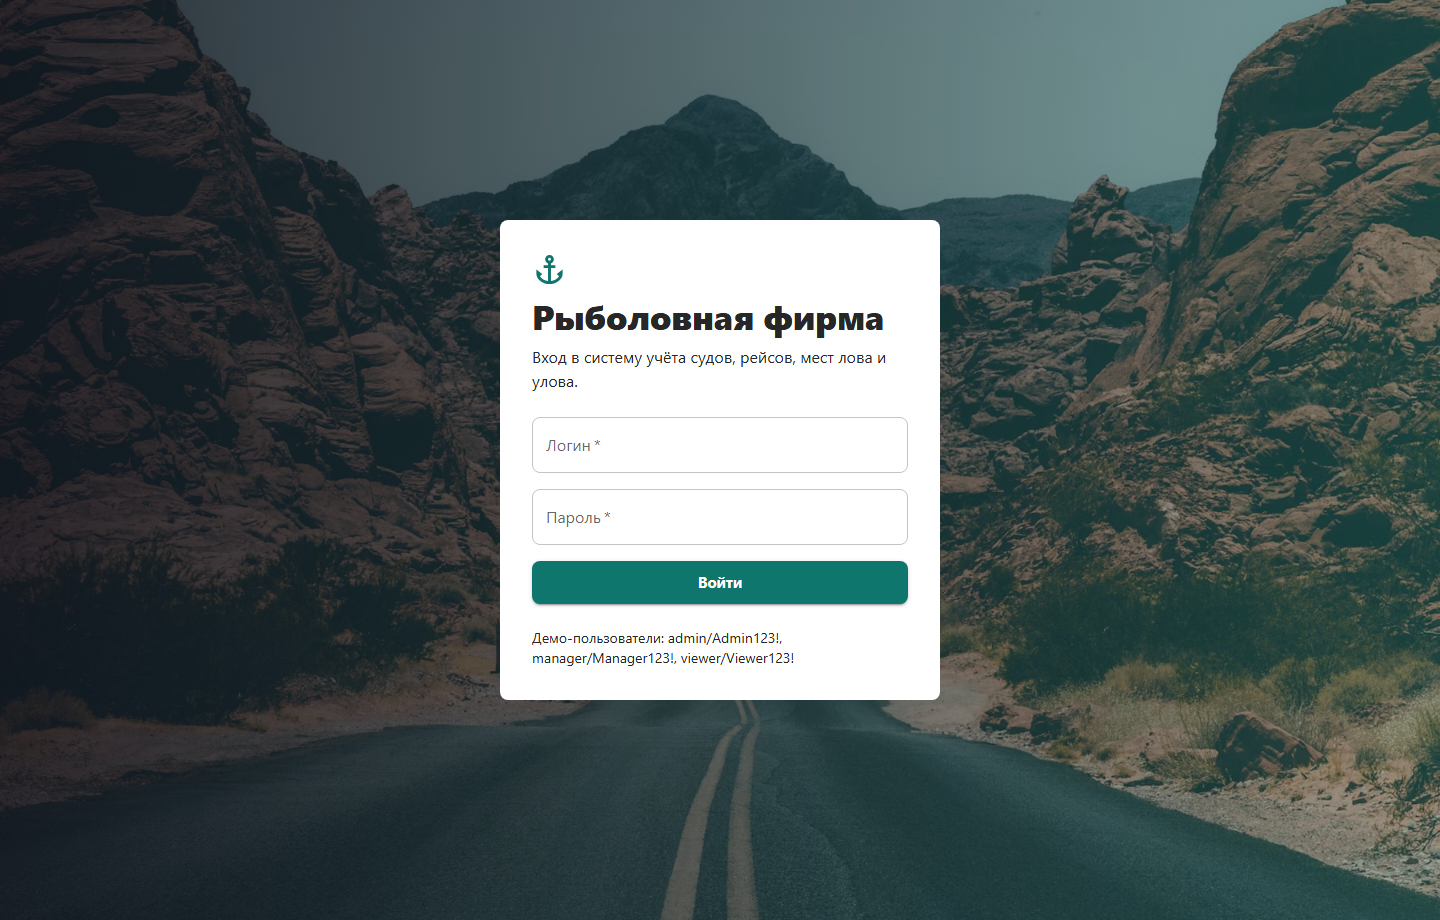 Рыболовная фирма
Вход в систему учёта судов, рейсов, мест лова и
улова.
Логин *
Пароль *
Войти
Демо-пользователи: admin/Admin123!,
manager/Manager123!, viewer/Viewer123!